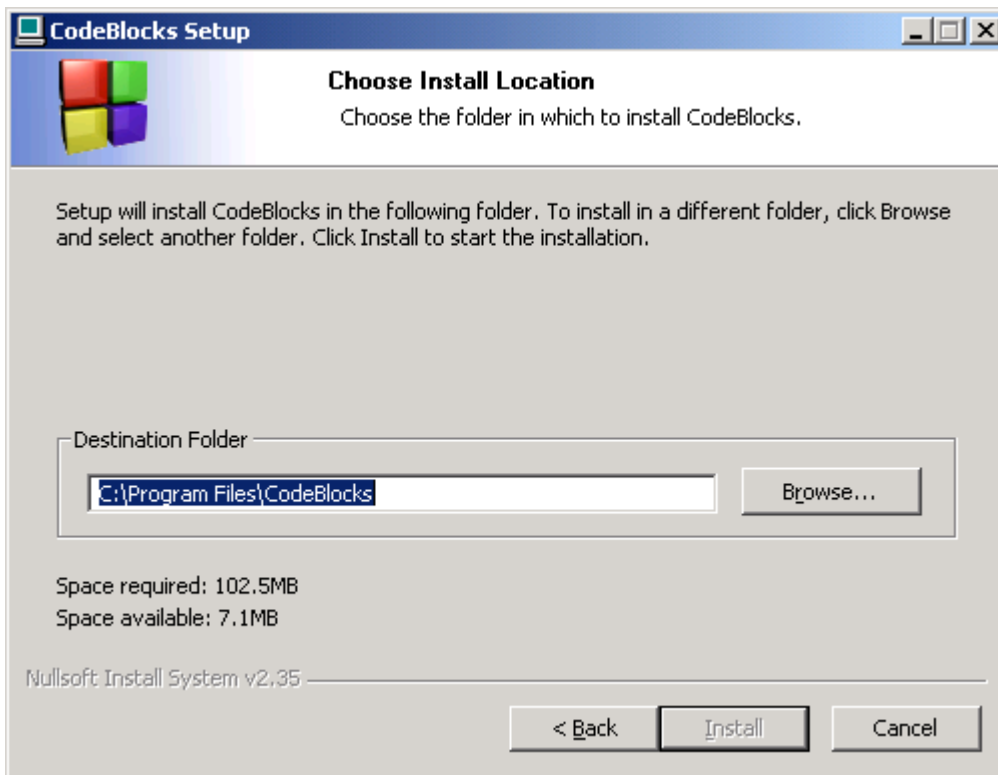 CodeBlocks Setup
Choose Install Location
Choose the folder in which to install CodeBlocks.
Setup will install CodeBlocks in the following folder. To install in a different folder, click Browse
and select another folder. Click Install to start the installation.
Destination Folder
C:\Program Files\CodeBlocks
Browse...
Space required: 102.5MB
Space available: 7.1MB
Nullsoft Install System v2.35
< Back
Install
Cancel